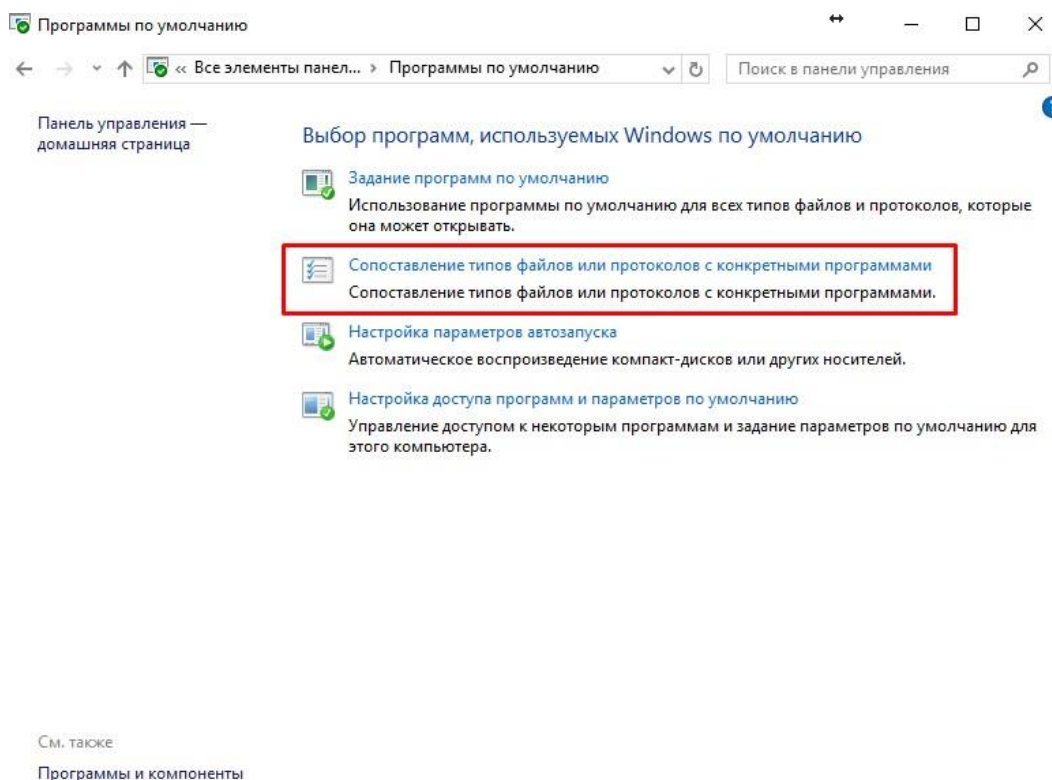 Программы по умолчанию
« Все элементы панел... › Программы по умолчанию
Поиск в панели управления
Панель управления —
домашняя страница
Выбор программ, используемых Windows по умолчанию
Задание программ по умолчанию
Использование программы по умолчанию для всех типов файлов и протоколов, которые
она может открывать.
Сопоставление типов файлов или протоколов с конкретными программами
Сопоставление типов файлов или протоколов с конкретными программами.
Настройка параметров автозапуска
Автоматическое воспроизведение компакт-дисков или других носителей.
Настройка доступа программ и параметров по умолчанию
Управление доступом к некоторым программам и задание параметров по умолчанию для
этого компьютера.
См. также
Программы и компоненты